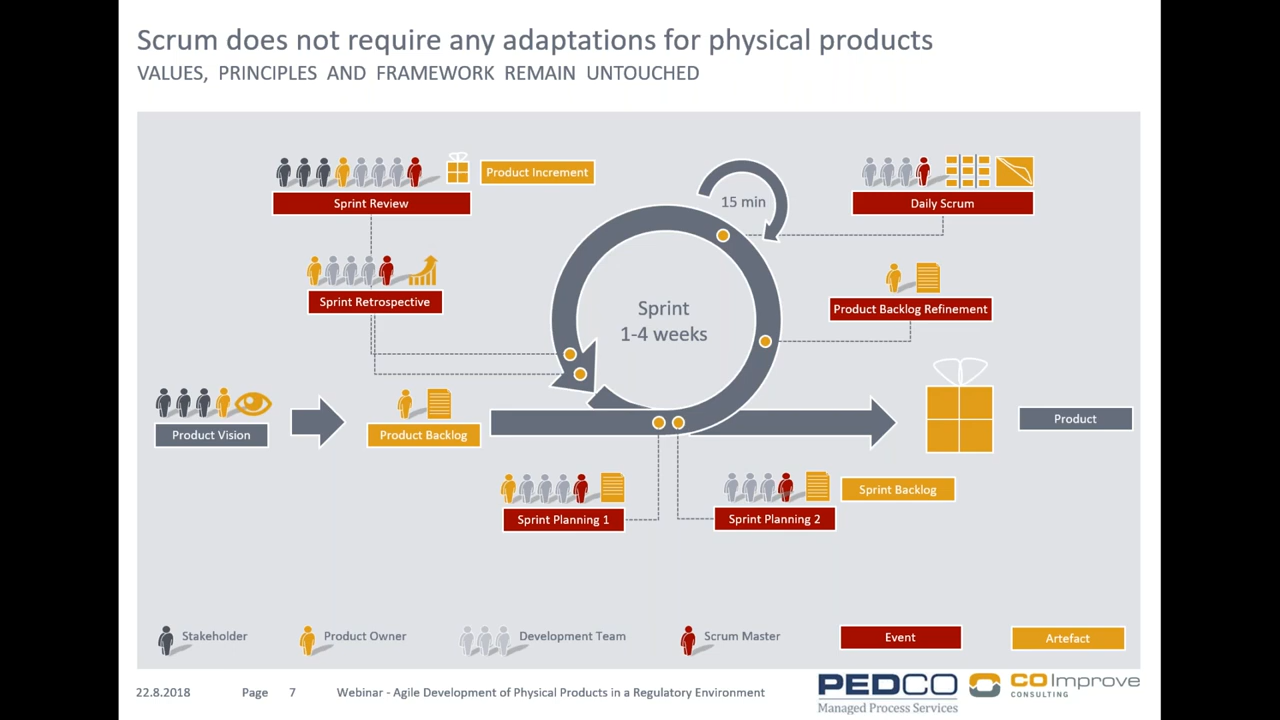 Scrum does not require any adaptations for physical products
VALUES, PRINCIPLES AND FRAMEWORK REMAIN UNTOUCHED
Product Increment
Sprint Review
15 min
Daily Scrum
Sprint Retrospective
Sprint
1-4 weeks
Product Backlog Refinement
Product Vision
Product Backlog
Product
Sprint Planning 1
Sprint Planning 2
Sprint Backlog
Stakeholder
Product Owner
Development Team
Scrum Master
Event
Artefact
22.8.2018 Page 7 Webinar - Agile Development of Physical Products in a Regulatory Environment
PEDCO
Managed Process Services
COImprove
CONSULTING